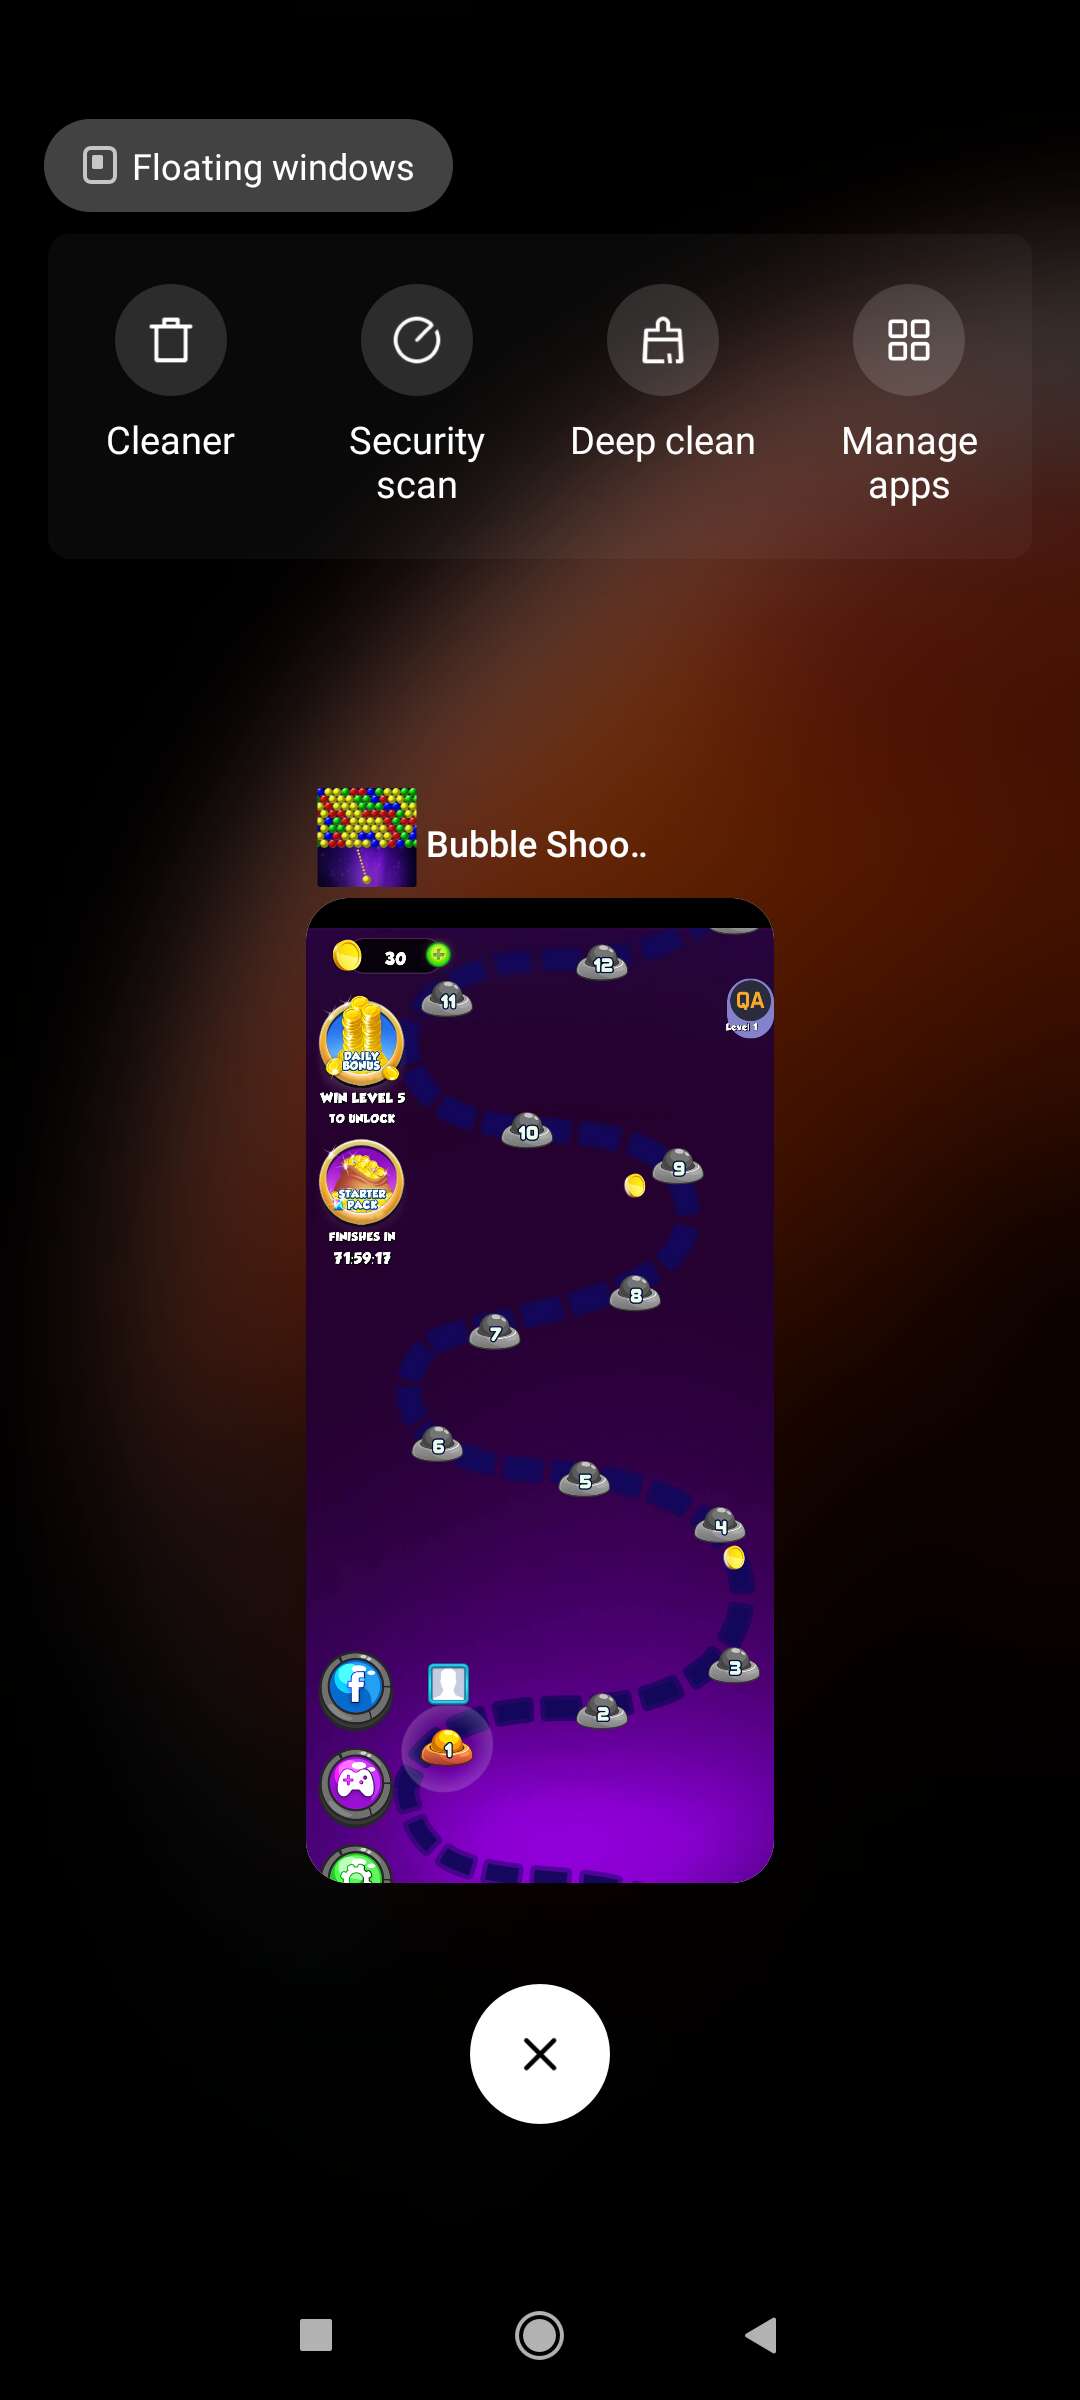 Floating windows
Cleaner
Security
scan
Deep clean
Manage
apps
Bubble Shoo..
30
12
11
QA
Level 1
DAILY
BONUS
WIN LEVEL 5
TO UNLOCK
10
9
STARTER
PACK
FINISHES IN
71:59:17
8
7
6
5
4
3
f
2
1